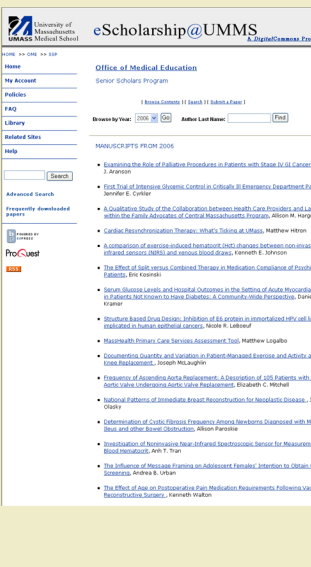 University of
Massachusetts
UMASS Medical School
eScholarship@UMMS
A DigitalCommons Pro
HOME >> OME >> SSP
Home
My Account
Policies
FAQ
Library
Related Sites
Help
Search
Advanced Search
Frequently downloaded
papers
POWERED BY
BEPRESS
ProQuest
RSS
Office of Medical Education
Senior Scholars Program
| Browse Contents || Search || Submit a Paper |
Browse by Year: 2006 Go Author Last Name: Find
MANUSCRIPTS FROM 2006
Examining the Role of Palliative Procedures in Patients with Stage IV GI Cancer
J. Aranson
First Trial of Intensive Glycemic Control in Critically Ill Emergency Department Pa
Jennifer E. Cyrkler
A Qualitative Study of the Collaboration between Health Care Providers and La
within the Family Advocates of Central Massachusetts Program, Allison M. Harg
Cardiac Resynchronization Therapy: What's Ticking at UMass, Matthew Hitron
A comparison of exercise-induced hematocrit (Hct) changes between non-invas
infrared sensors (NIRS) and venous blood draws, Kenneth E. Johnson
The Effect of Split versus Combined Therapy in Medication Compliance of Psychi
Patients, Eric Kosinski
Serum Glucose Levels and Hospital Outcomes in the Setting of Acute Myocardia
in Patients Not Known to Have Diabetes: A Community-Wide Perspective, Danie
Kramer
Structure Based Drug Design: Inhibition of E6 protein in immortalized HPV cell li
implicated in human epithelial cancers, Nicole R. LeBoeuf
MassHealth Primary Care Services Assessment Tool, Matthew Logalbo
Documenting Quantity and Variation in Patient-Managed Exercise and Activity a
Knee Replacement, Joseph McLaughlin
Frequency of Ascending Aorta Replacement: A Description of 105 Patients with
Aortic Valve Undergoing Aortic Valve Replacement, Elisabeth C. Mitchell
National Patterns of Immediate Breast Reconstruction for Neoplastic Disease,
Olasky
Determination of Cystic Fibrosis Frequency Among Newborns Diagnosed with M
Ileus and other Bowel Obstruction, Allison Paroskie
Investigation of Noninvasive Near-Infrared Spectroscopic Sensor for Measureme
Blood Hematocrit, Anh T. Tran
The Influence of Message Framing on Adolescent Females' Intention to Obtain
Screening, Andrea B. Urban
The Effect of Age on Postoperative Pain Medication Requirements Following Vas
Reconstructive Surgery, Kenneth Walton